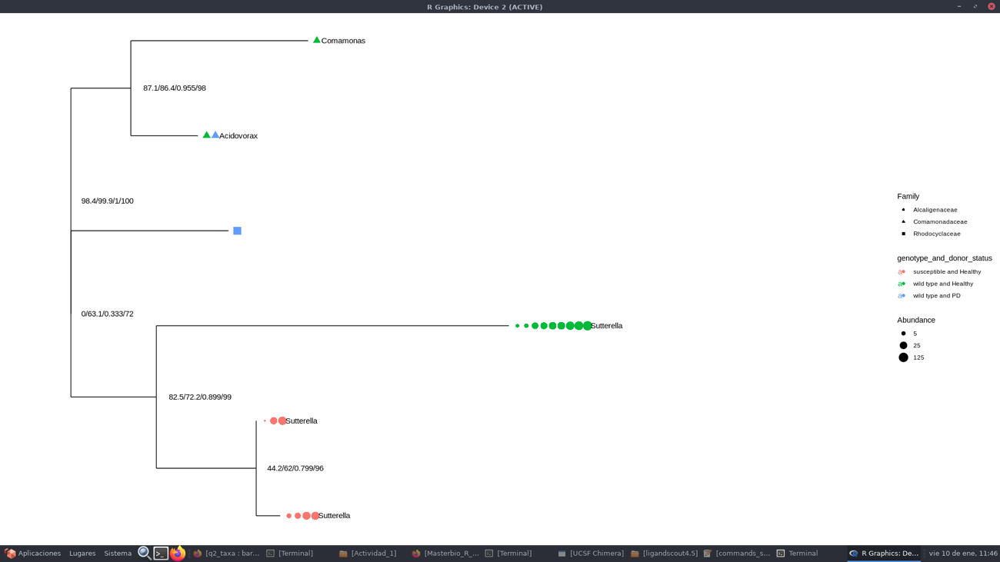 R Graphics: Device 2 (ACTIVE)
Comamonas
87.1/86.4/0.955/98
Acidovorax
98.4/99.9/1/100
0/63.1/0.333/72
Sutterella
82.5/72.2/0.899/99
Sutterella
44.2/62/0.799/96
Sutterella
Family
Alcaligenaceae
Comamonadaceae
Rhodocyclaceae
genotype_and_donor_status
a susceptible and Healthy
a wild type and Healthy
a wild type and PD
Abundance
5
25
125
Aplicaciones Lugares Sistema [q2_taxa : bar... [Terminal] [Actividad_1] [Masterbio_R_... [Terminal] [UCSF Chimera] [ligandscout4.5] [commands_s... Terminal R Graphics: De... vie 10 de ene, 11:46